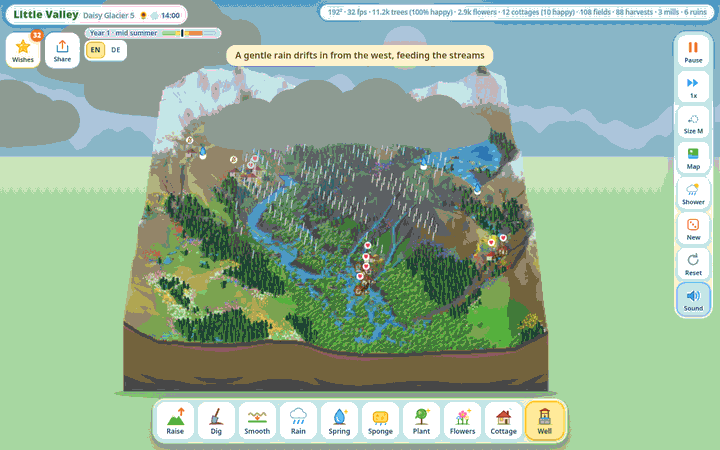 Little Valley Daisy Glacier 5 14:00
192² · 32 fps · 11.2k trees (100% happy) · 2.9k flowers · 12 cottages (10 happy) · 108 fields · 88 harvests · 3 mills · 6 ruins
Year 1 · mid summer
32
Wishes
Share
EN
DE
A gentle rain drifts in from the west, feeding the streams
Pause
1x
Size M
Map
Shower
New
Reset
Sound
Raise
Dig
Smooth
Rain
Spring
Sponge
Plant
Flowers
Cottage
Well